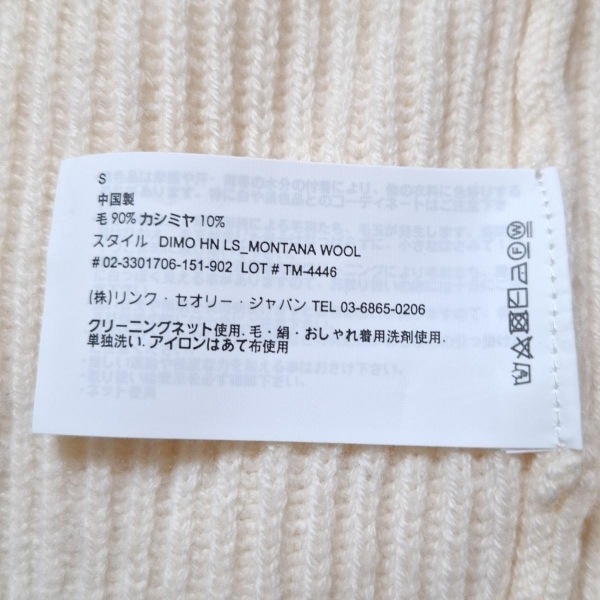 S
中国製
毛 90% カシミヤ 10%
スタイル DIMO HN LS_MONTANA WOOL
# 02-3301706-151-902 LOT # TM-4446
(株)リンク・セオリー・ジャパン TEL 03-6865-0206
クリーニングネット使用. 毛・絹・おしゃれ着用洗剤使用.
単独洗い. アイロンはあて布使用